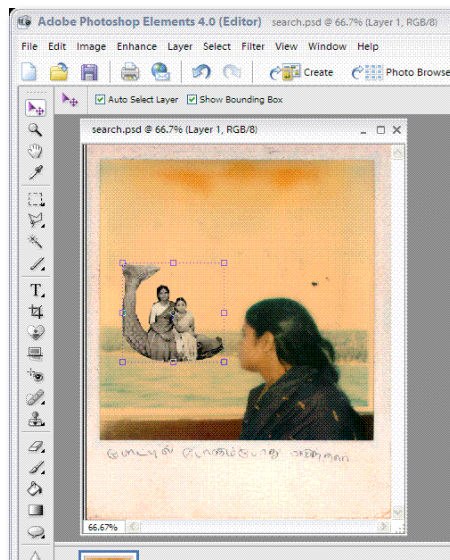 Adobe Photoshop Elements 4.0 (Editor) search.psd @ 66.7% (Layer 1, RGB/8)
File Edit Image Enhance Layer Select Filter View Window Help
Create Photo Browse
Auto Select Layer Show Bounding Box
search.psd @ 66.7% (Layer 1, RGB/8)
T
66.67%